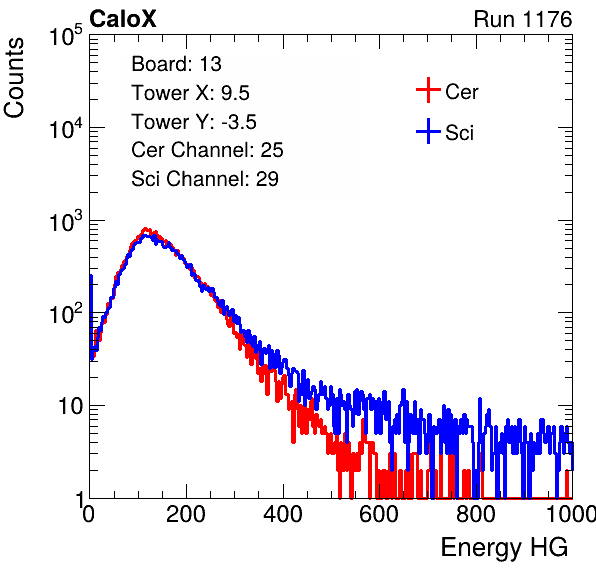 CaloX Run 1176
Counts
10^5
10^4
10^3
10^2
10
1
Board: 13
Tower X: 9.5
Tower Y: -3.5
Cer Channel: 25
Sci Channel: 29
Cer
Sci
0 200 400 600 800 1000
Energy HG